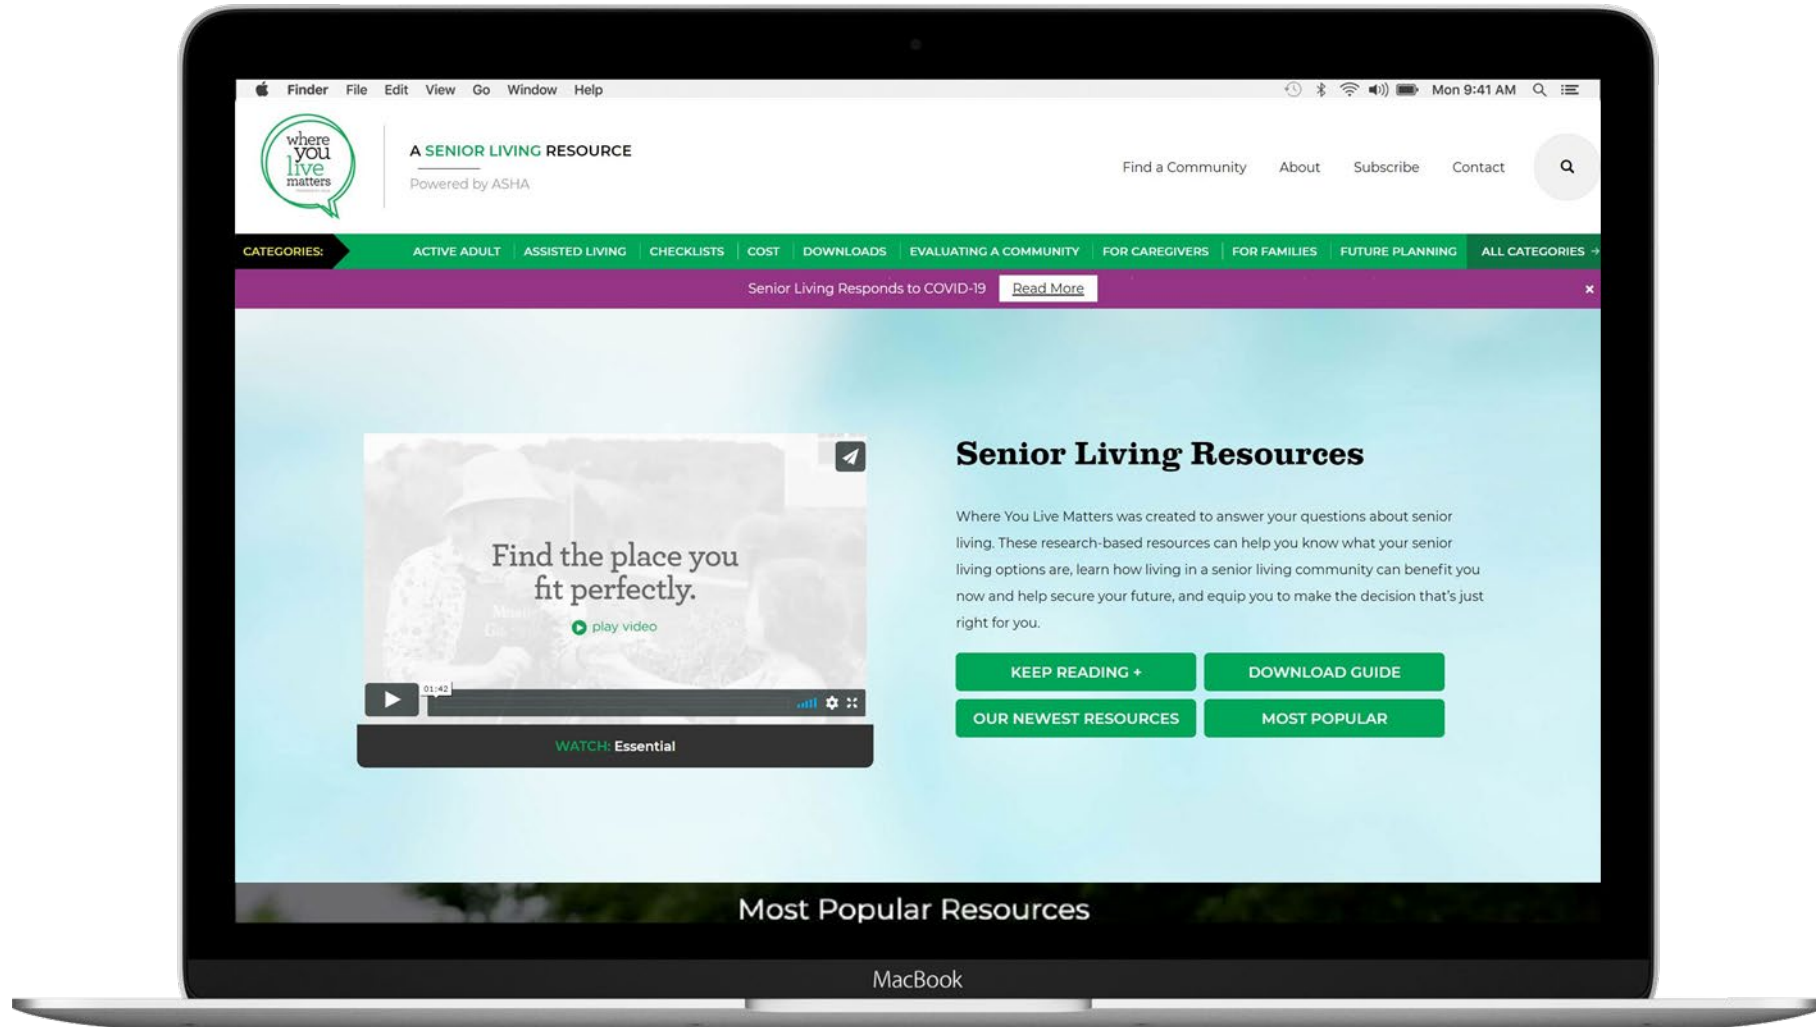 Finder File Edit View Go Window Help Mon 9:41 AM
where
you
live
matters
A SENIOR LIVING RESOURCE
Powered by ASHA
Find a Community About Subscribe Contact
CATEGORIES: ACTIVE ADULT ASSISTED LIVING CHECKLISTS COST DOWNLOADS EVALUATING A COMMUNITY FOR CAREGIVERS FOR FAMILIES FUTURE PLANNING ALL CATEGORIES →
Senior Living Responds to COVID-19 Read More ×
Find the place you
fit perfectly.
play video
01:42
WATCH: Essential
Senior Living Resources
Where You Live Matters was created to answer your questions about senior
living. These research-based resources can help you know what your senior
living options are, learn how living in a senior living community can benefit you
now and help secure your future, and equip you to make the decision that's just
right for you.
KEEP READING + DOWNLOAD GUIDE
OUR NEWEST RESOURCES MOST POPULAR
Most Popular Resources
MacBook